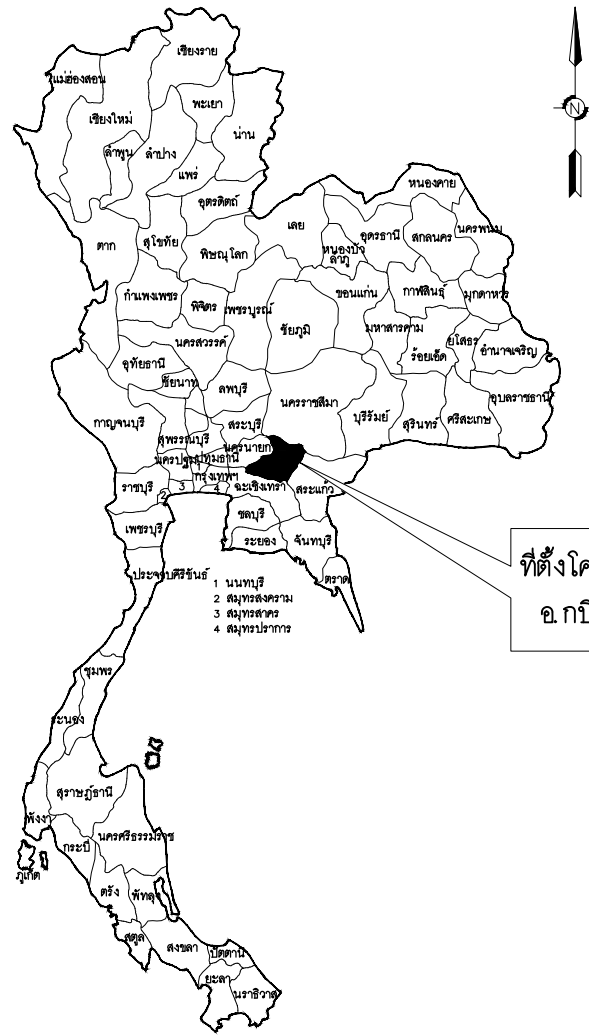 เชียงราย
แม่ฮ่องสอน
พะเยา
เชียงใหม่
น่าน
ลำพูน
ลำปาง
แพร่
หนองคาย
อุตรดิตถ์
เลย
อุดรธานี
สกลนคร
นครพนม
ตาก
สุโขทัย
พิษณุโลก
หนองบัว
ลำภู
ขอนแก่น
กาฬสินธุ์
มุกดาหาร
กำแพงเพชร
พิจิตร
เพชรบูรณ์
ชัยภูมิ
มหาสารคาม
ร้อยเอ็ด
ยโสธร
อำนาจเจริญ
นครสวรรค์
อุทัยธานี
ชัยนาท
ลพบุรี
นครราชสีมา
บุรีรัมย์
สุรินทร์
ศรีสะเกษ
อุบลราชธานี
กาญจนบุรี
สุพรรณบุรี
สระบุรี
นครนายก
นครปฐม
1
ปทุมธานี
กรุงเทพฯ
ฉะเชิงเทรา
สระแก้ว
ราชบุรี
2
3
4
ชลบุรี
เพชรบุรี
ระยอง
จันทบุรี
ตราด
ประจวบคีรีขันธ์
1 นนทบุรี
2 สมุทรสงคราม
3 สมุทรสาคร
4 สมุทรปราการ
N
ชุมพร
ระนอง
สุราษฎ์ธานี
พังงา
นครศรีธรรมราช
กระบี่
ภูเก็ต
ตรัง
พัทลุง
สตูล
สงขลา
ปัตตานี
ยะลา
นราธิวาส